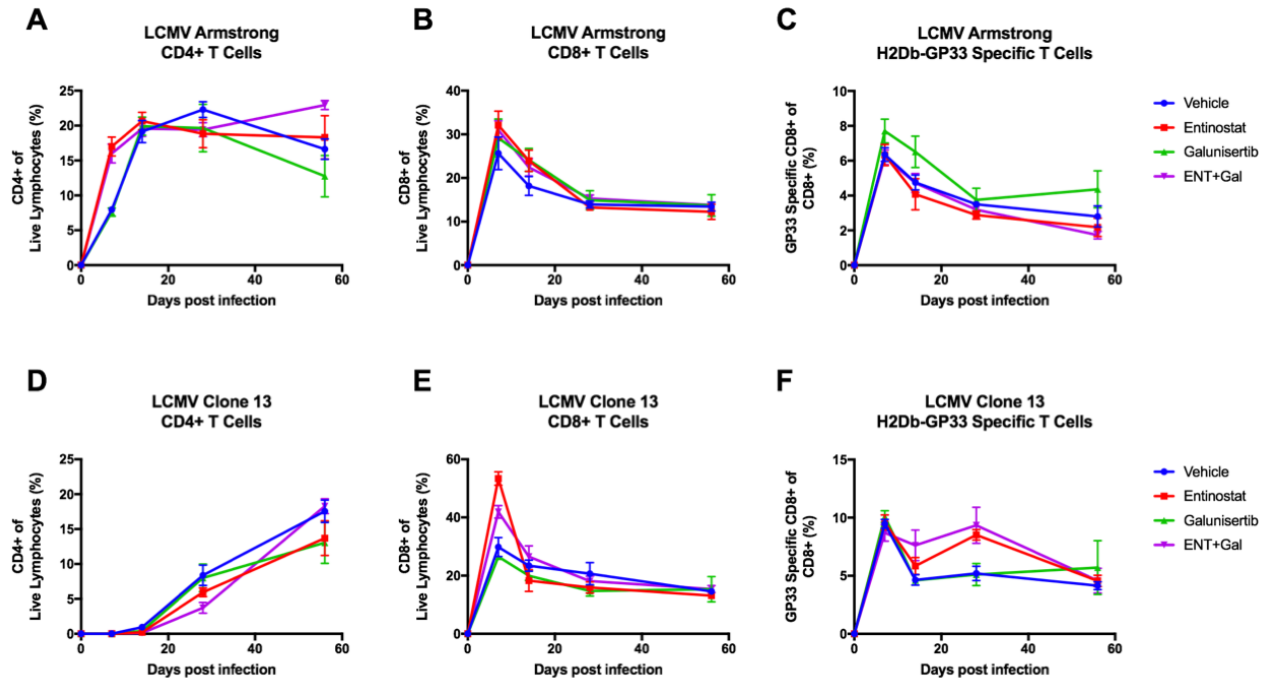 A
LCMV Armstrong
CD4+ T Cells
CD4+ of
Live Lymphocytes (%)
25
20
15
10
5
0
0
20
40
60
Days post infection
B
LCMV Armstrong
CD8+ T Cells
CD8+ of
Live Lymphocytes (%)
40
30
20
10
0
0
20
40
60
Days post infection
C
LCMV Armstrong
H2Db-GP33 Specific T Cells
GP33 Specific CD8+ of
CD8+ (%)
10
8
6
4
2
0
0
20
40
60
Days post infection
Vehicle
Entinostat
Galunisertib
ENT+Gal
D
LCMV Clone 13
CD4+ T Cells
CD4+ of
Live Lymphocytes (%)
25
20
15
10
5
0
0
20
40
60
Days post infection
E
LCMV Clone 13
CD8+ T Cells
CD8+ of
Live Lymphocytes (%)
60
40
20
0
0
20
40
60
Days post infection
F
LCMV Clone 13
H2Db-GP33 Specific T Cells
GP33 Specific CD8+ of
CD8+ (%)
15
10
5
0
0
20
40
60
Days post infection
Vehicle
Entinostat
Galunisertib
ENT+Gal